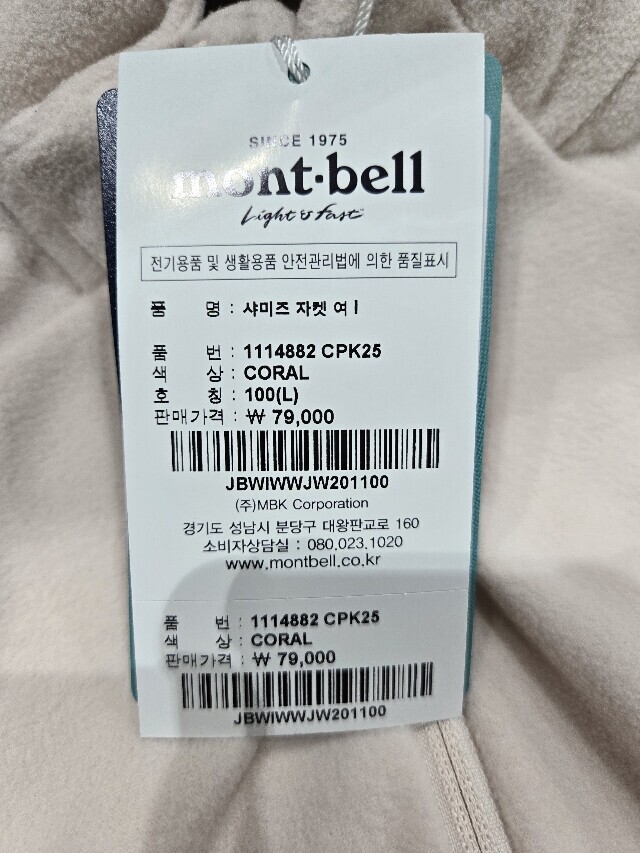 SINCE 1975
mont·bell
Light & Fast
전기용품 및 생활용품 안전관리법에 의한 품질표시
품 명 : 샤미즈 자켓 여 I
품 번 : 1114882 CPK25
색 상 : CORAL
호 칭 : 100(L)
판매가격 : ₩ 79,000
JBWIWWJW201100
(주)MBK Corporation
경기도 성남시 분당구 대왕판교로 160
소비자상담실 : 080.023.1020
www.montbell.co.kr
품 번 : 1114882 CPK25
색 상 : CORAL
판매가격 : ₩ 79,000
JBWIWWJW201100